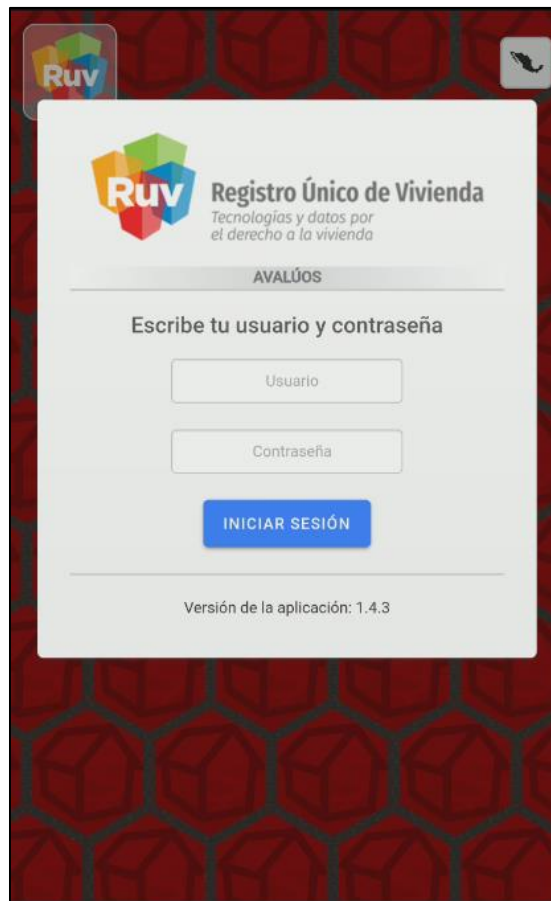 Ruv
Ruv
Registro Único de Vivienda
Tecnologías y datos por
el derecho a la vivienda
AVALÚOS
Escribe tu usuario y contraseña
Usuario
Contraseña
INICIAR SESIÓN
Versión de la aplicación: 1.4.3